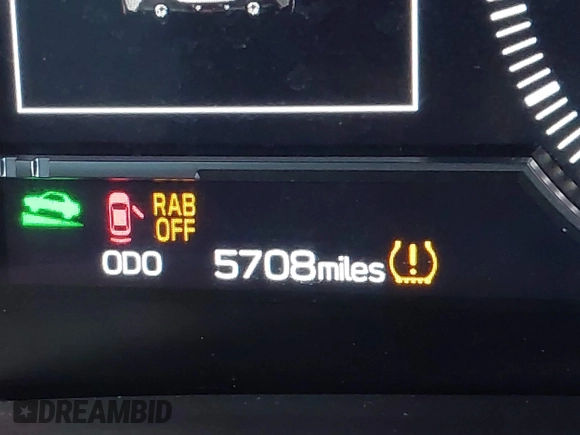 RAB
OFF
ODO 5708miles
DREAMBID